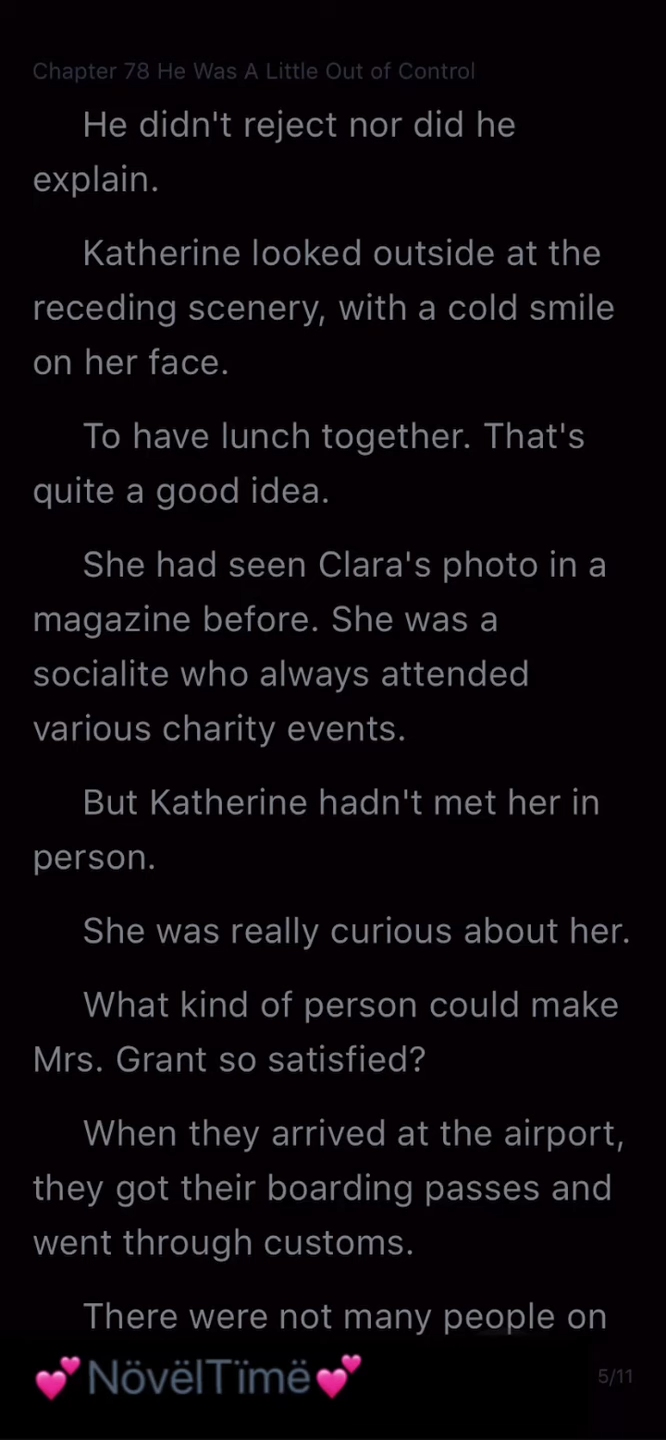 Chapter 78 He Was A Little Out of Control
He didn't reject nor did he
explain.
Katherine looked outside at the
receding scenery, with a cold smile
on her face.
To have lunch together. That's
quite a good idea.
She had seen Clara's photo in a
magazine before. She was a
socialite who always attended
various charity events.
But Katherine hadn't met her in
person.
She was really curious about her.
What kind of person could make
Mrs. Grant so satisfied?
When they arrived at the airport,
they got their boarding passes and
went through customs.
There were not many people on
💕NövëlTïmë💕
5/11